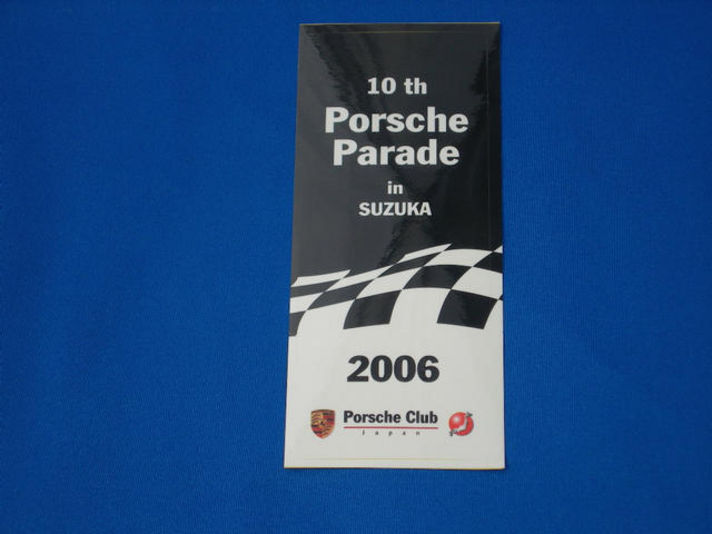 10 th
Porsche
Parade
in
SUZUKA
2006
Porsche Club
Japan